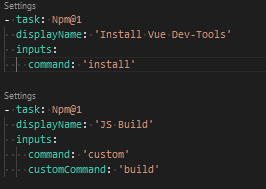 Settings
- task: Npm@1
displayName: 'Install Vue Dev-Tools'
inputs:
command: 'install'
Settings
- task: Npm@1
displayName: 'JS Build'
inputs:
command: 'custom'
customCommand: 'build'